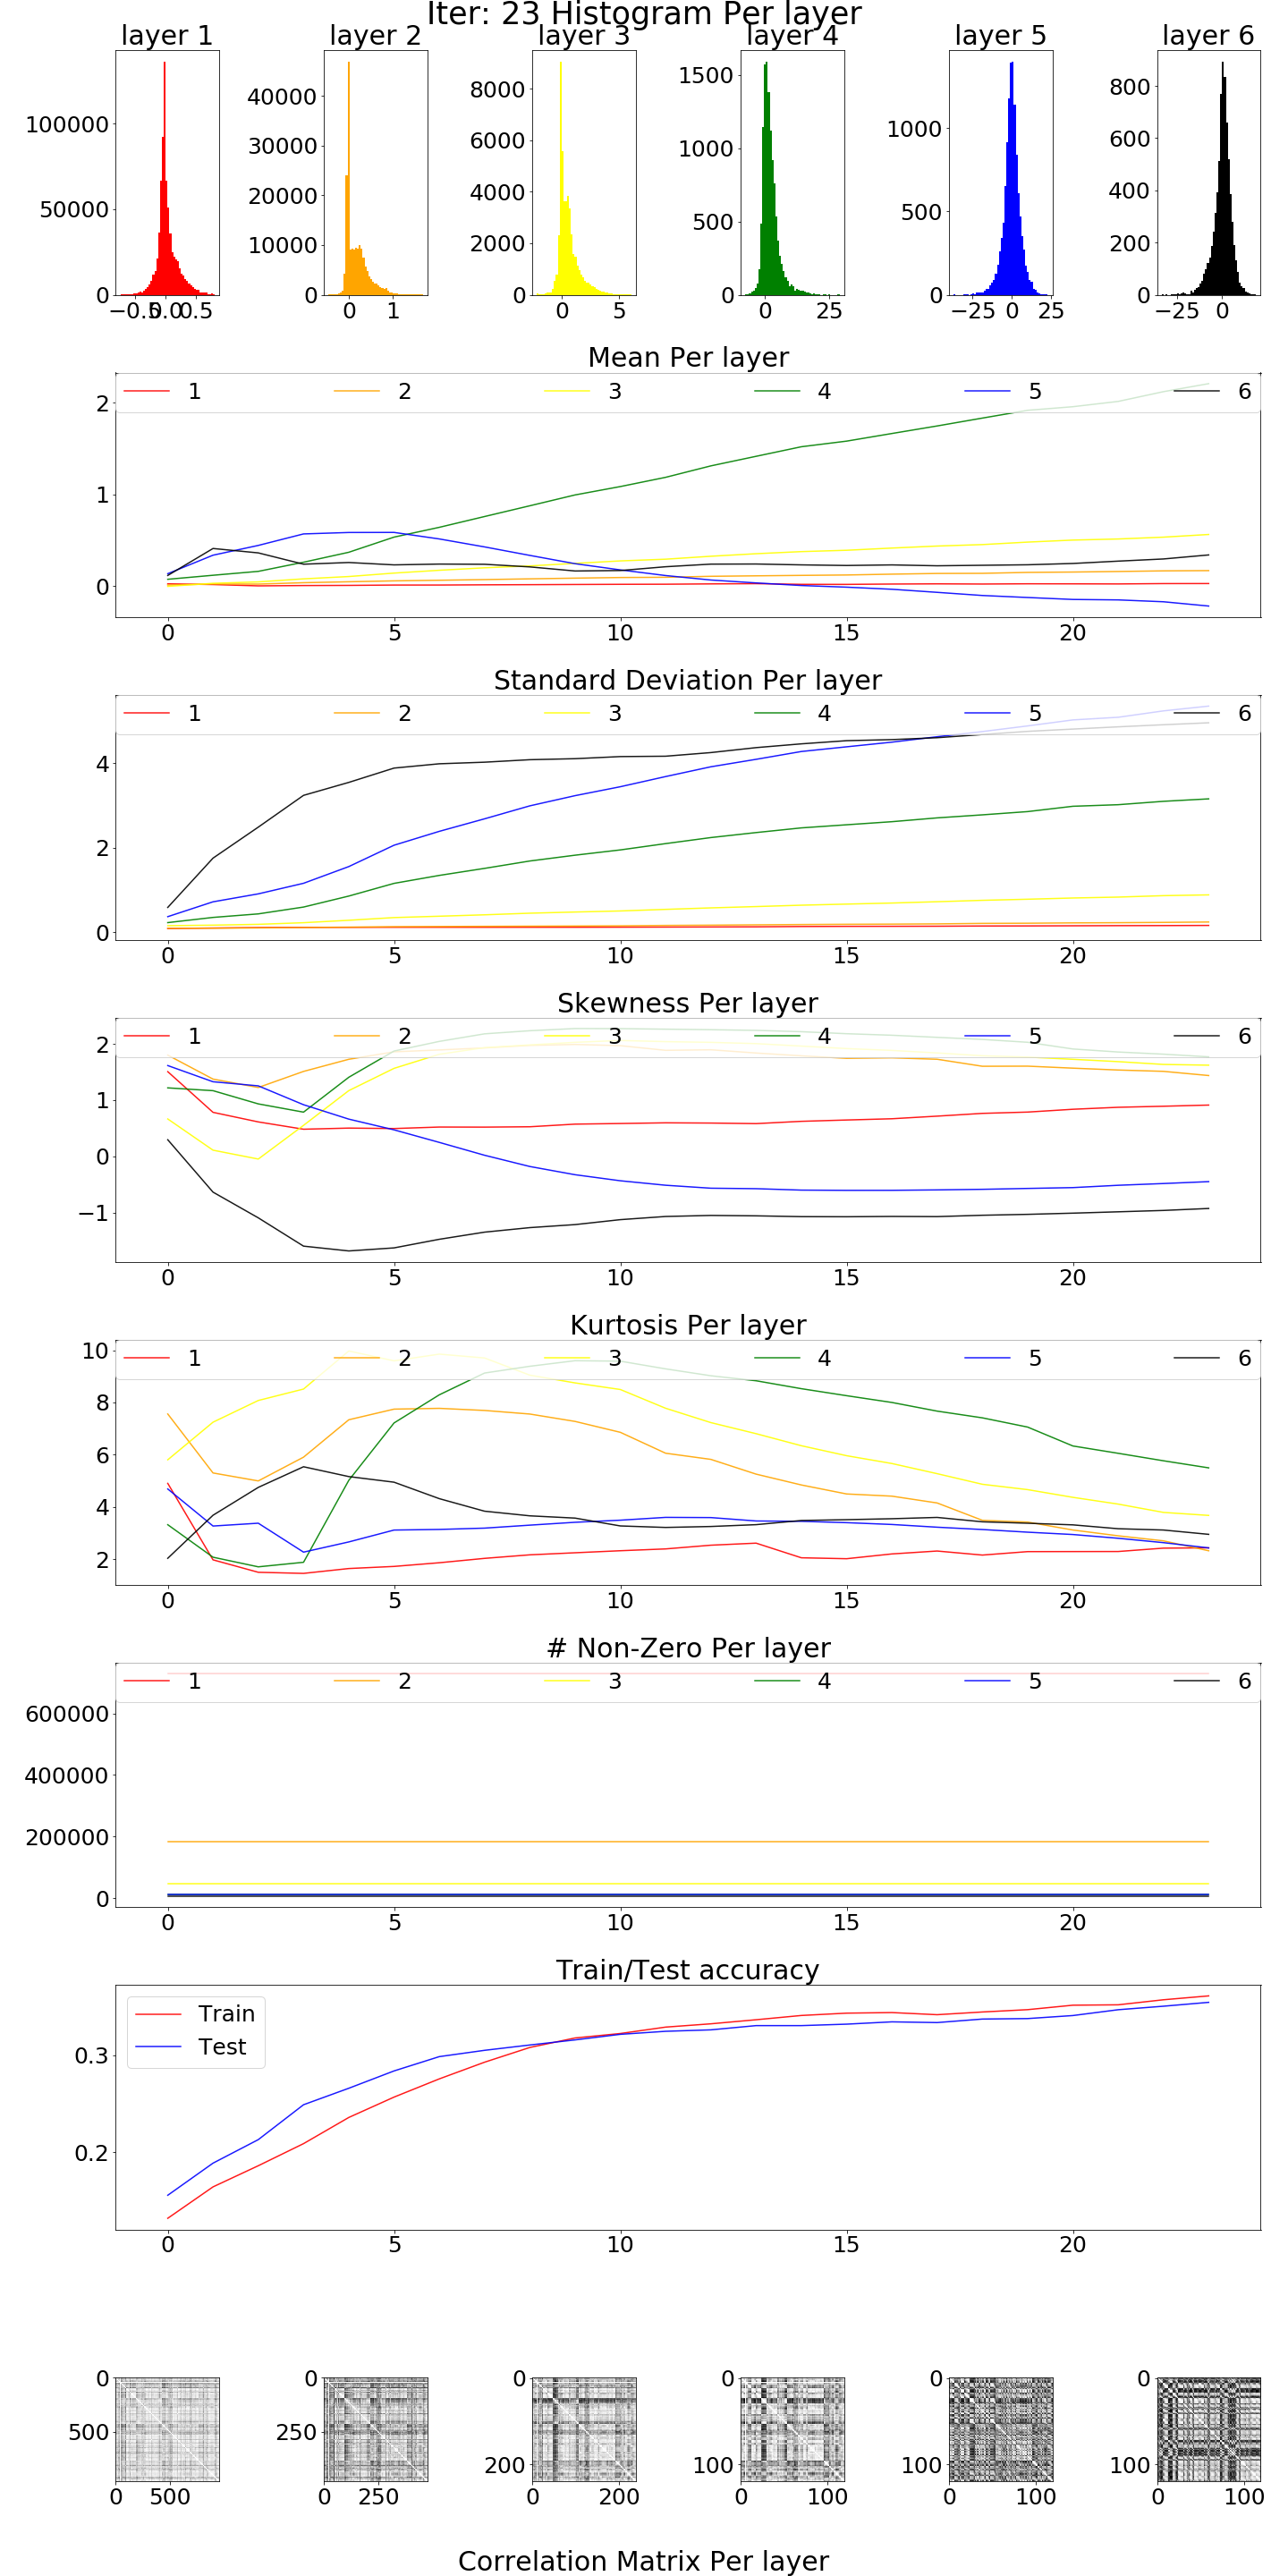 Iter: 23 Histogram Per layer
layer 1 layer 2 layer 3 layer 4 layer 5 layer 6
100000 50000 0 −0.5 0.0 0.5
40000 30000 20000 10000 0 0 1
8000 6000 4000 2000 0 0 5
1500 1000 500 0 0 25
1000 500 0 −25 0 25
800 600 400 200 0 −25 0
Mean Per layer
1 2 3 4 5 6
2
1
0
0 5 10 15 20
Standard Deviation Per layer
1 2 3 4 5 6
4
2
0
0 5 10 15 20
Skewness Per layer
1 2 3 4 5 6
2
1
0
−1
0 5 10 15 20
Kurtosis Per layer
1 2 3 4 5 6
10
8
6
4
2
0 5 10 15 20
# Non-Zero Per layer
1 2 3 4 5 6
600000
400000
200000
0
0 5 10 15 20
Train/Test accuracy
Train
Test
0.3
0.2
0 5 10 15 20
0 500 0 500
0 250 0 250
0 200 0 200
0 100 0 100
0 100 0 100
0 100 0 100
Correlation Matrix Per layer